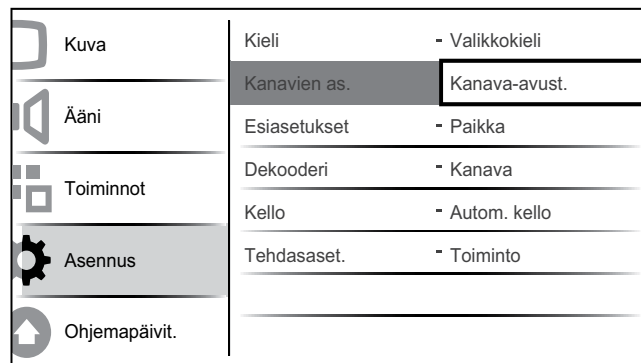 Kuva
Ääni
Toiminnot
Asennus
Ohjemapäivit.
Kieli - Valikkokieli
Kanavien as. Kanava-avust.
Esiasetukset - Paikka
Dekooderi - Kanava
Kello - Autom. kello
Tehdasaset. - Toiminto